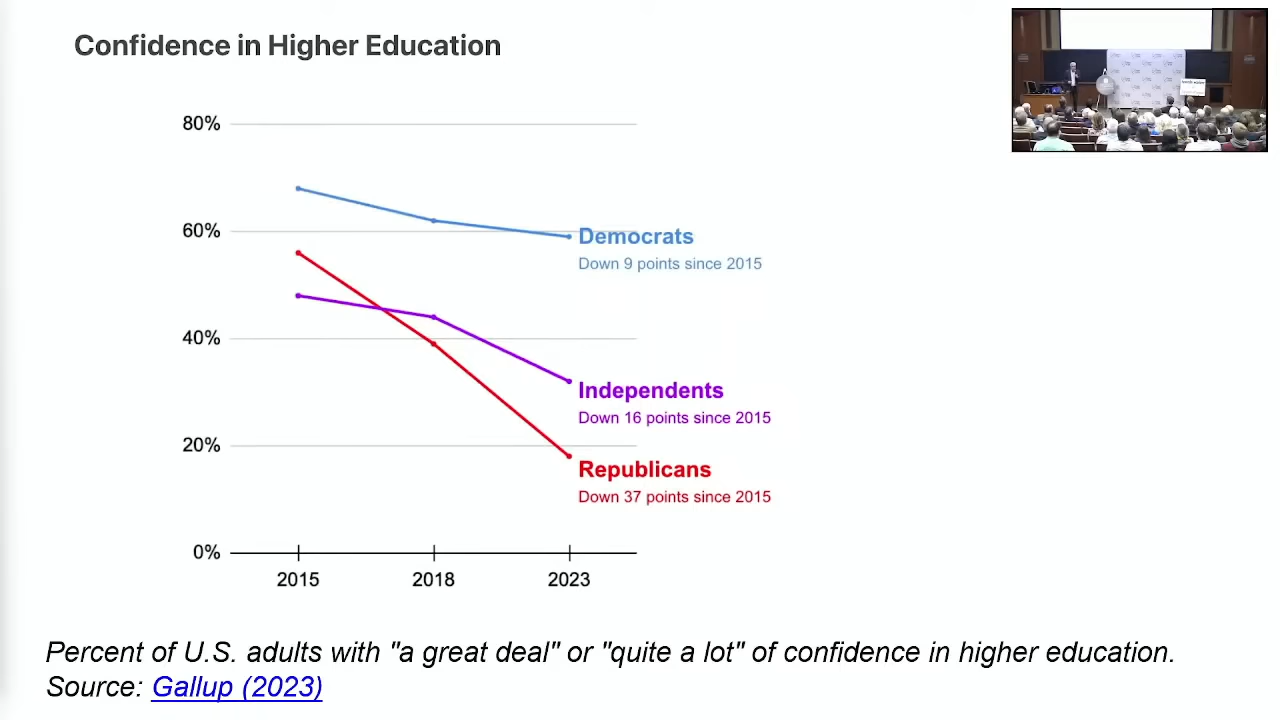 Confidence in Higher Education
80%
60%
40%
20%
0%
Democrats
Down 9 points since 2015
Independents
Down 16 points since 2015
Republicans
Down 37 points since 2015
2015 2018 2023
Percent of U.S. adults with "a great deal" or "quite a lot" of confidence in higher education.
Source: Gallup (2023)